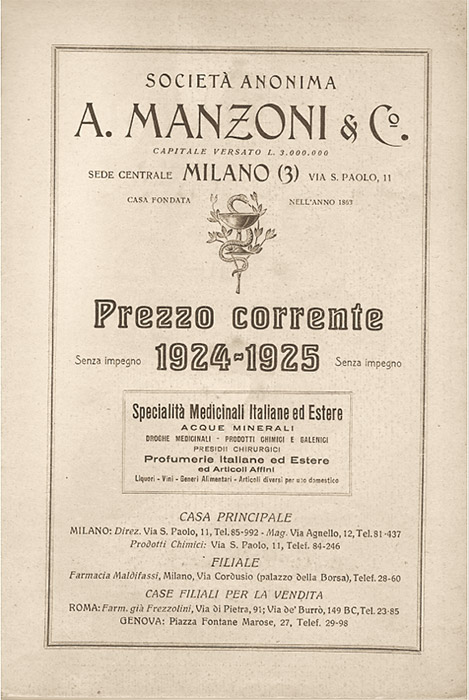 SOCIETÀ ANONIMA
A. MANZONI & Cº.
CAPITALE VERSATO L. 3.000.000
SEDE CENTRALE MILANO (3) VIA S. PAOLO, 11
CASA FONDATA NELL'ANNO 1863
Prezzo corrente
Senza impegno 1924-1925 Senza impegno
Specialità Medicinali Italiane ed Estere
ACQUE MINERALI
DROGHE MEDICINALI - PRODOTTI CHIMICI E GALENICI
PRESIDII CHIRURGICI
Profumerie Italiane ed Estere
ed Articoli Affini
Liquori - Vini - Generi Alimentari - Articoli diversi per uso domestico
CASA PRINCIPALE
MILANO: Direz. Via S. Paolo, 11, Tel. 85-992 - Mag. Via Agnello, 12, Tel. 81-437
Prodotti Chimici: Via S. Paolo, 11, Telef. 84-246
FILIALE
Farmacia Maldifassi, Milano, Via Cordusio (palazzo della Borsa), Telef. 28-60
CASE FILIALI PER LA VENDITA
ROMA: Farm. già Frezzolini, Via di Pietra, 91; Via de' Burrò, 149 BC, Tel. 23-85
GENOVA: Piazza Fontane Marose, 27, Telef. 29-98